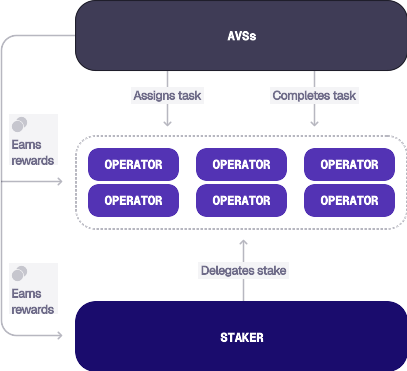 AVSs
Assigns task
Completes task
Earns
rewards
OPERATOR OPERATOR OPERATOR
OPERATOR OPERATOR OPERATOR
Delegates stake
Earns
rewards
STAKER